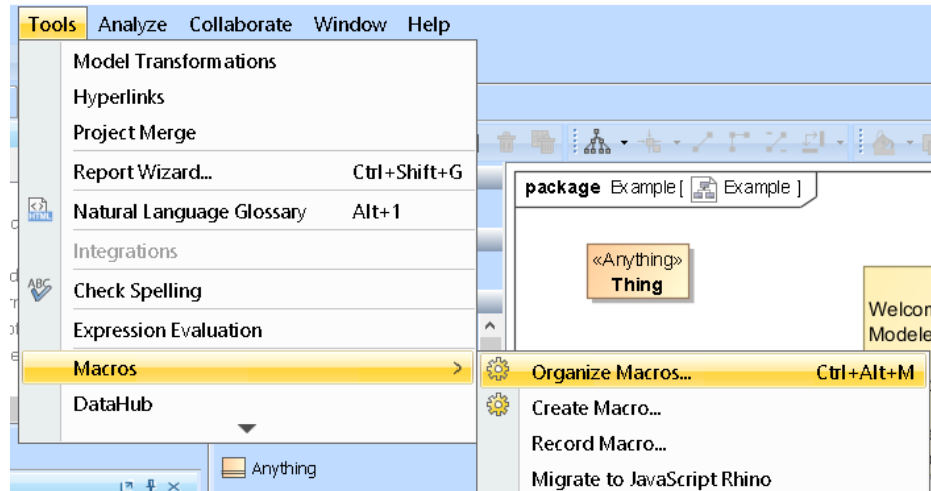 Tools Analyze Collaborate Window Help
Model Transformations
Hyperlinks
Project Merge
Report Wizard... Ctrl+Shift+G
Natural Language Glossary Alt+1
Integrations
Check Spelling
Expression Evaluation
Macros
DataHub
HTML
ABC
package Example [ Example ]
«Anything»
Thing
Organize Macros... Ctrl+Alt+M
Create Macro...
Record Macro...
Migrate to JavaScript Rhino
Anything